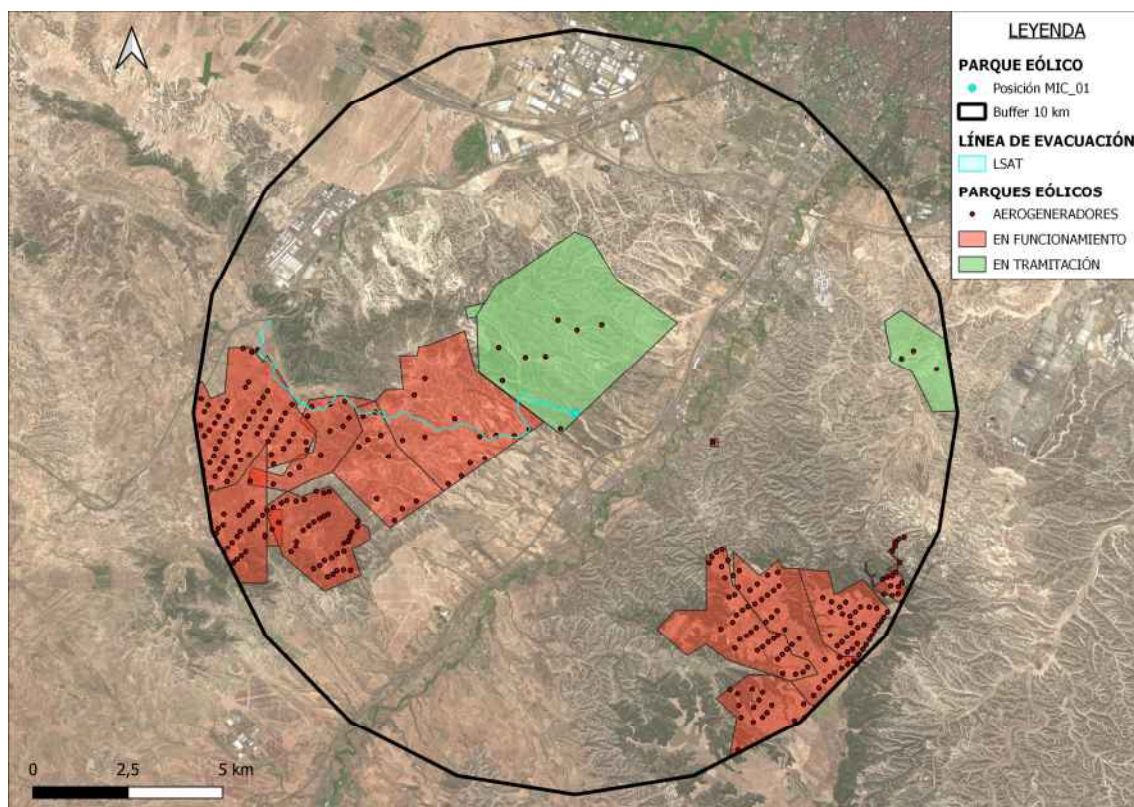 LEYENDA
PARQUE EÓLICO
Posición MIC_01
Buffer 10 km
LÍNEA DE EVACUACIÓN
LSAT
PARQUES EÓLICOS
AEROGENERADORES
EN FUNCIONAMIENTO
EN TRAMITACIÓN
0 2,5 5 km